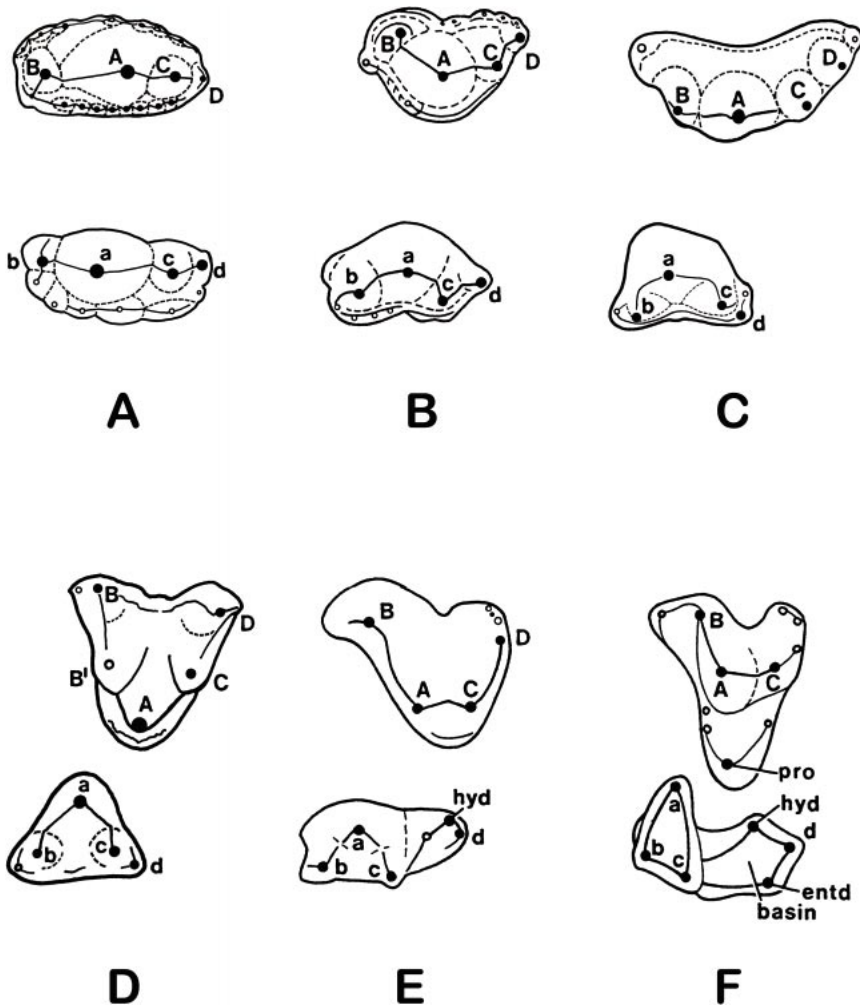 B A C D
B A C D
B A C D
b a c d
b a c d
b a c d
A B C
B D
B' C
A
B A C D
B A C
pro
a b c d
hyd
a b c d
hyd
a b c d
entd
basin
D E F